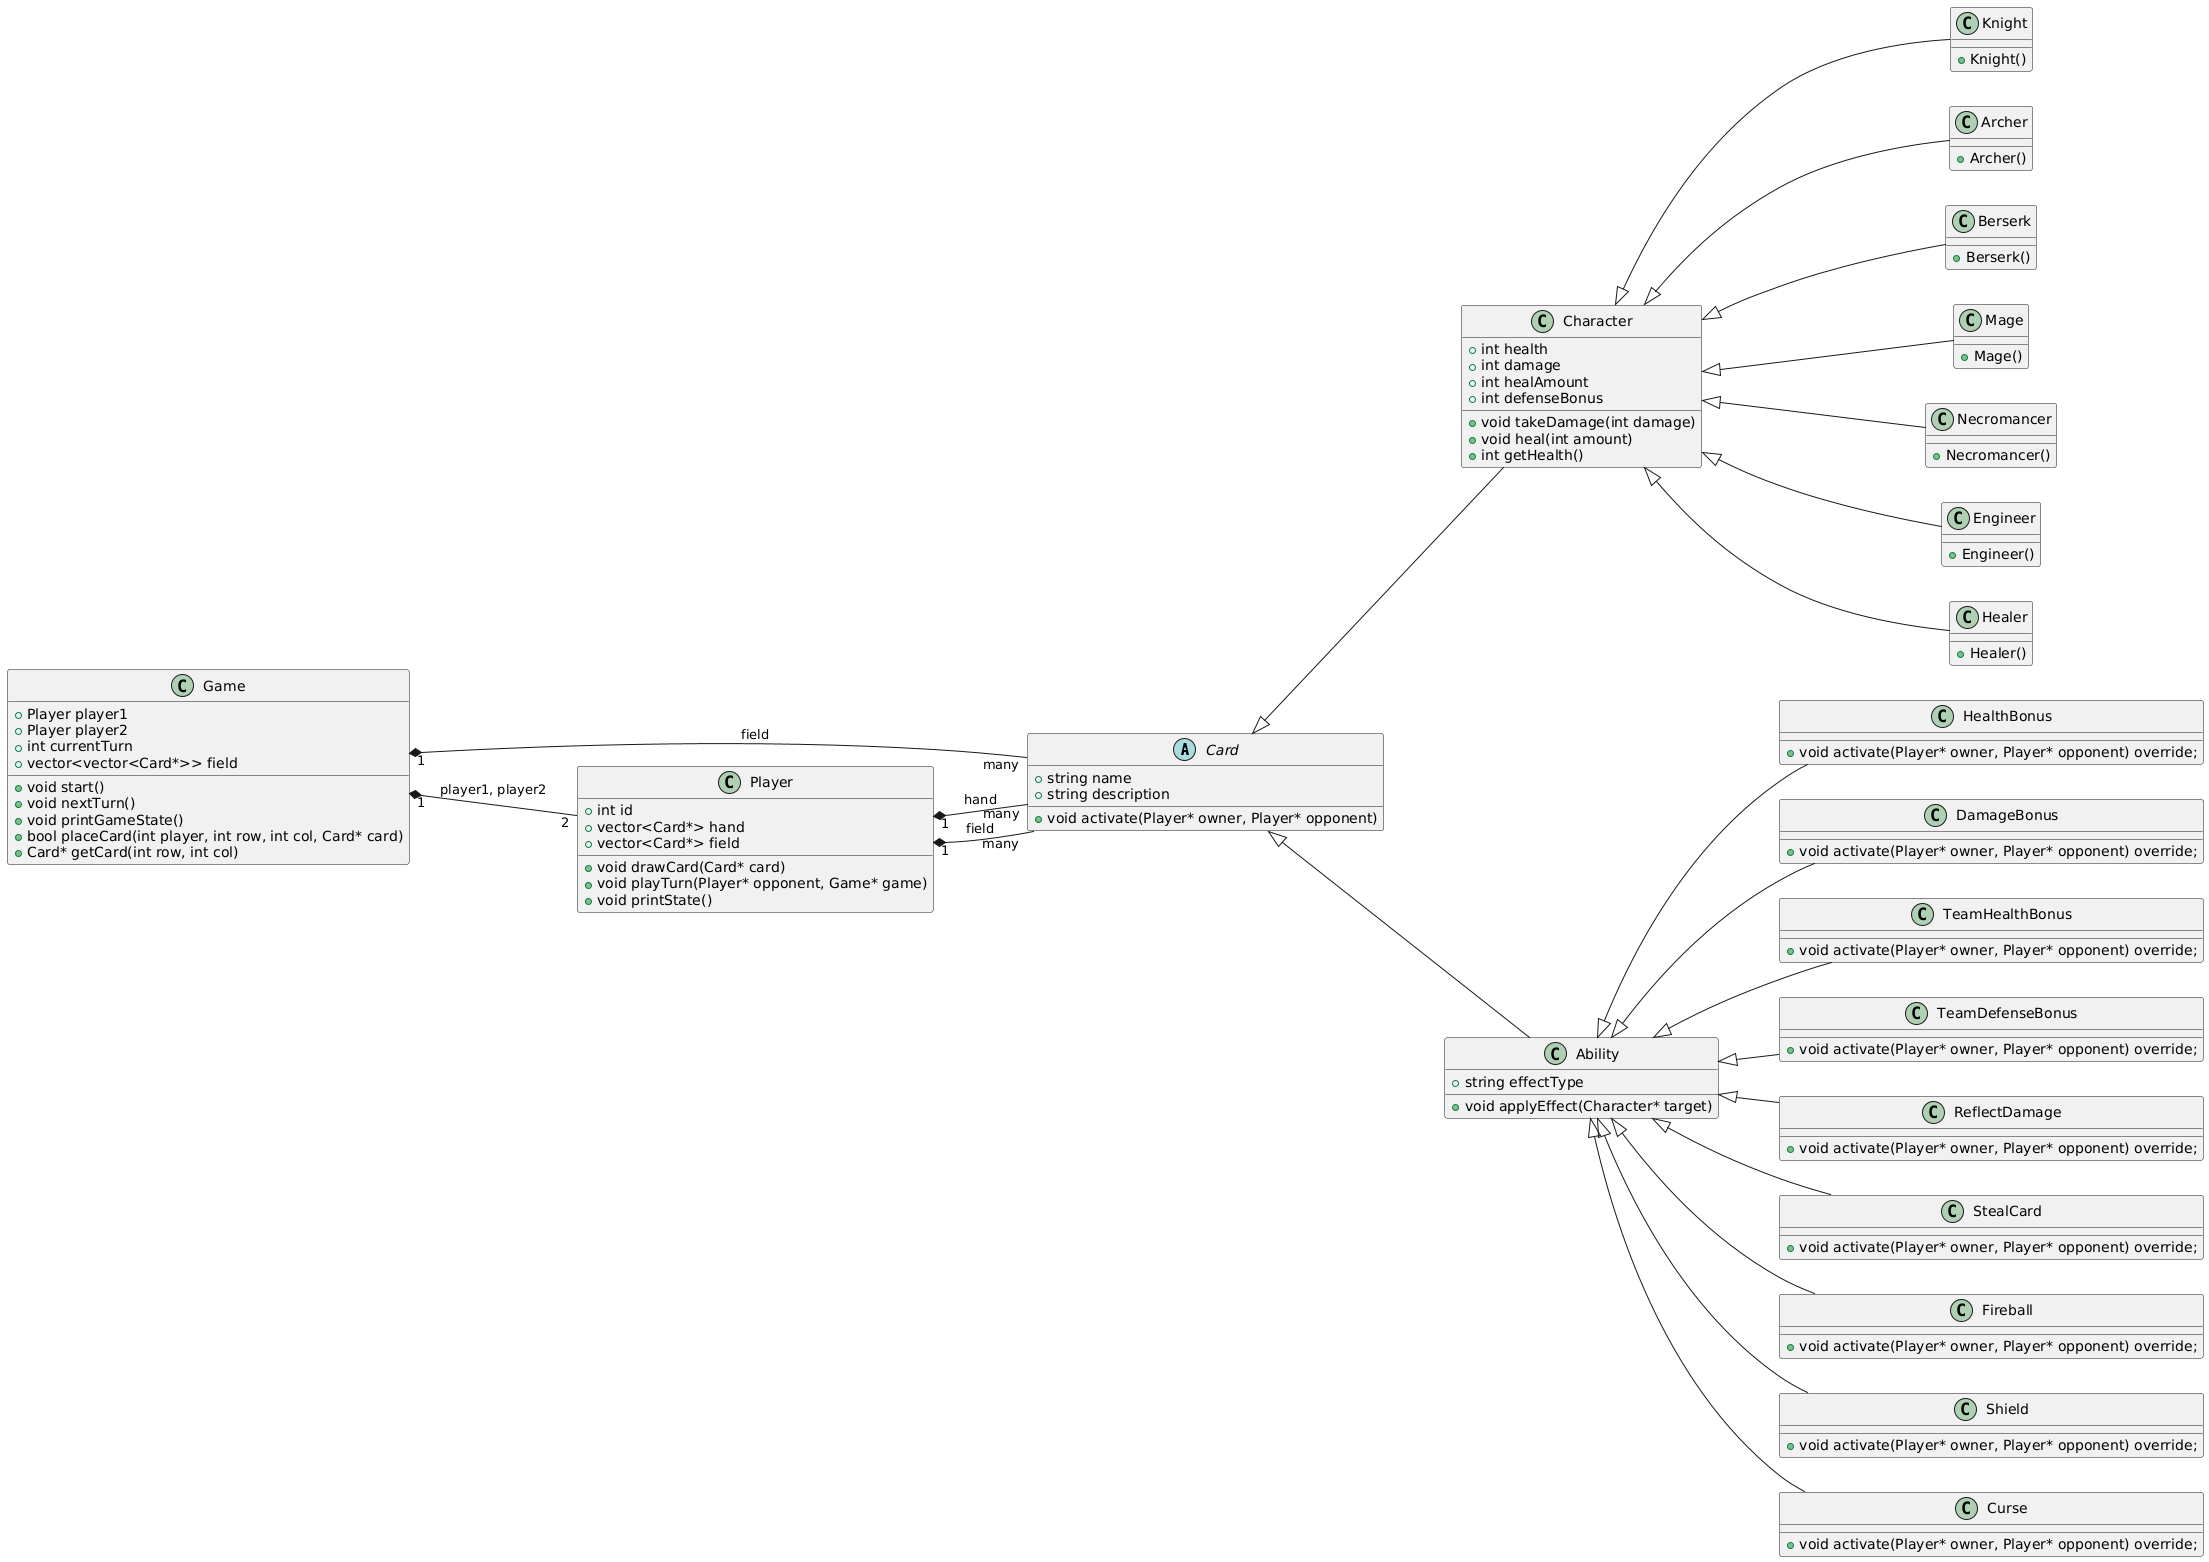 C Knight
Knight()
C Archer
Archer()
C Berserk
Berserk()
C Mage
Mage()
C Necromancer
Necromancer()
C Engineer
Engineer()
C Healer
Healer()
C Character
int health
int damage
int healAmount
int defenseBonus
void takeDamage(int damage)
void heal(int amount)
int getHealth()
C Game
Player player1
Player player2
int currentTurn
vector<vector<Card*>> field
void start()
void nextTurn()
void printGameState()
bool placeCard(int player, int row, int col, Card* card)
Card* getCard(int row, int col)
field
1
many
player1, player2
1
2
C Player
int id
vector<Card*> hand
vector<Card*> field
void drawCard(Card* card)
void playTurn(Player* opponent, Game* game)
void printState()
hand
1
many
field
1
many
A Card
string name
string description
void activate(Player* owner, Player* opponent)
C Ability
string effectType
void applyEffect(Character* target)
C HealthBonus
void activate(Player* owner, Player* opponent) override;
C DamageBonus
void activate(Player* owner, Player* opponent) override;
C TeamHealthBonus
void activate(Player* owner, Player* opponent) override;
C TeamDefenseBonus
void activate(Player* owner, Player* opponent) override;
C ReflectDamage
void activate(Player* owner, Player* opponent) override;
C StealCard
void activate(Player* owner, Player* opponent) override;
C Fireball
void activate(Player* owner, Player* opponent) override;
C Shield
void activate(Player* owner, Player* opponent) override;
C Curse
void activate(Player* owner, Player* opponent) override;